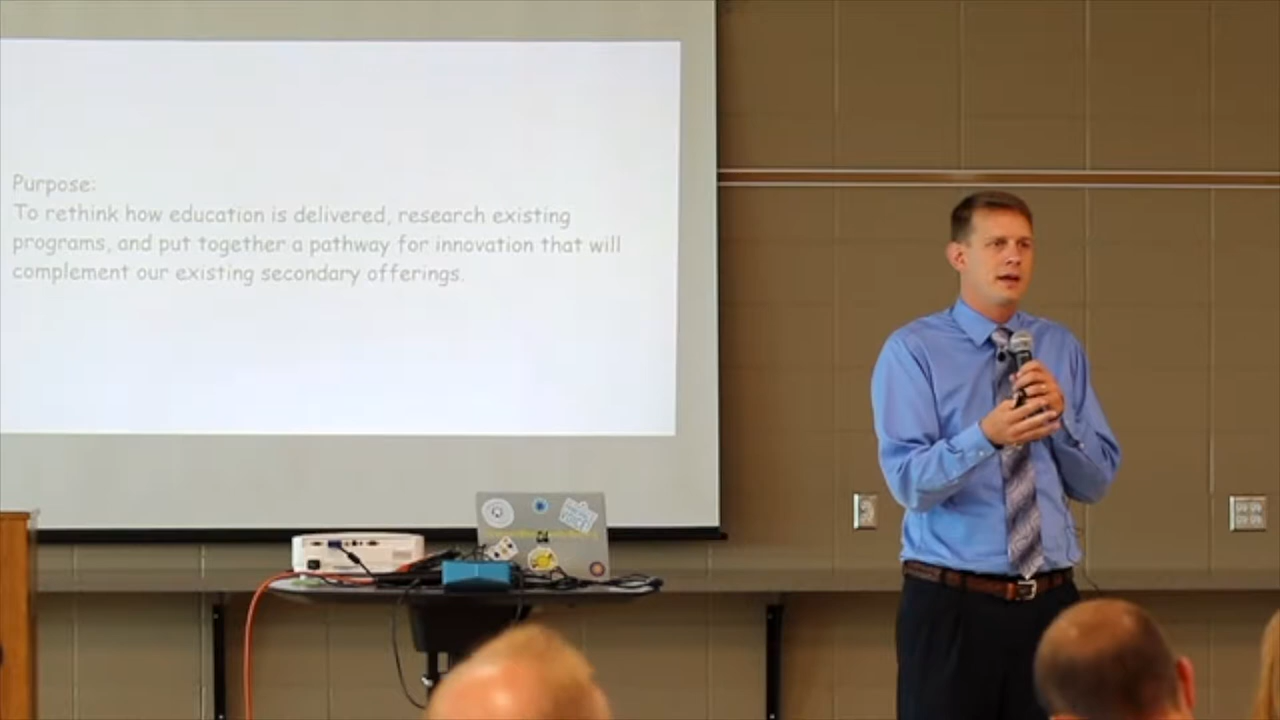 Purpose:
To rethink how education is delivered, research existing
programs, and put together a pathway for innovation that will
complement our existing secondary offerings.